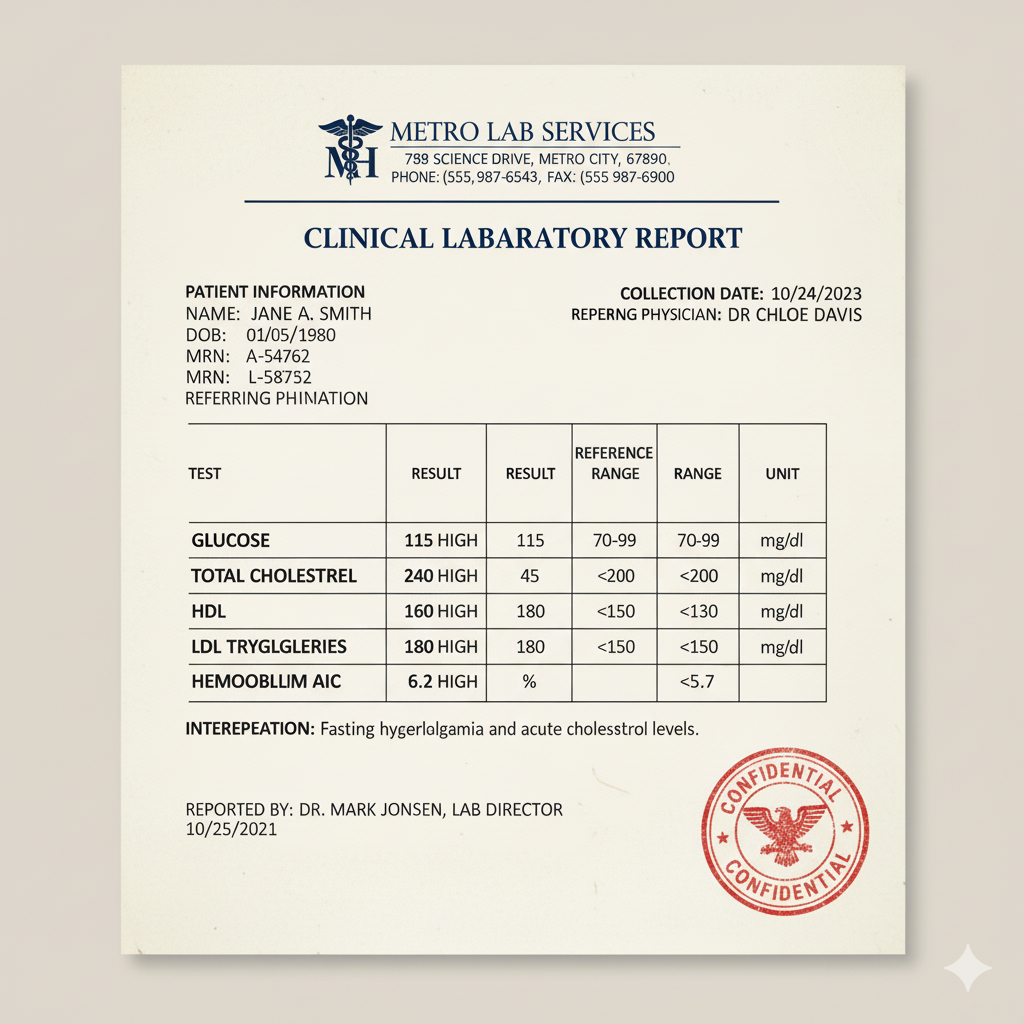 METRO LAB SERVICES
788 SCIENCE DRIVE, METRO CITY, 67890.
PHONE: (555, 987-6543, FAX: (555 987-6900
CLINICAL LABARATORY REPORT
PATIENT INFORMATION
NAME: JANE A. SMITH
DOB: 01/05/1980
MRN: A-54762
MRN: L-58752
REFERRING PHINATION
COLLECTION DATE: 10/24/2023
REPERNG PHYSICIAN: DR CHLOE DAVIS
TEST RESULT RESULT REFERENCE RANGE RANGE UNIT
GLUCOSE 115 HIGH 115 70-99 70-99 mg/dl
TOTAL CHOLESTREL 240 HIGH 45 <200 <200 mg/dl
HDL 160 HIGH 180 <150 <130 mg/dl
LDL TRYGLGLERIES 180 HIGH 180 <150 <150 mg/dl
HEMOOBLLIM AIC 6.2 HIGH % <5.7
INTEREPEATION: Fasting hygerlolgamia and acute cholesstrol levels.
REPORTED BY: DR. MARK JONSEN, LAB DIRECTOR
10/25/2021
CONFIDENTIAL
CONFIDENTIAL